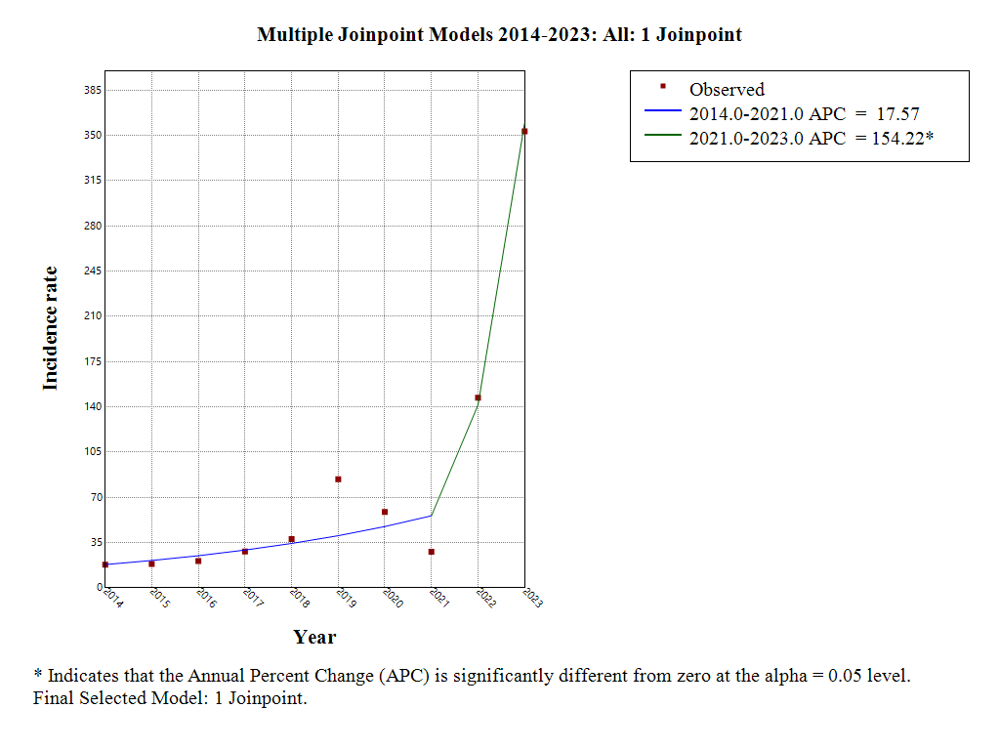 Multiple Joinpoint Models 2014-2023: All: 1 Joinpoint
Observed
2014.0-2021.0 APC = 17.57
2021.0-2023.0 APC = 154.22*
Incidence rate
385
350
315
280
245
210
175
140
105
70
35
0
2014
2015
2016
2017
2018
2019
2020
2021
2022
2023
Year
* Indicates that the Annual Percent Change (APC) is significantly different from zero at the alpha = 0.05 level.
Final Selected Model: 1 Joinpoint.